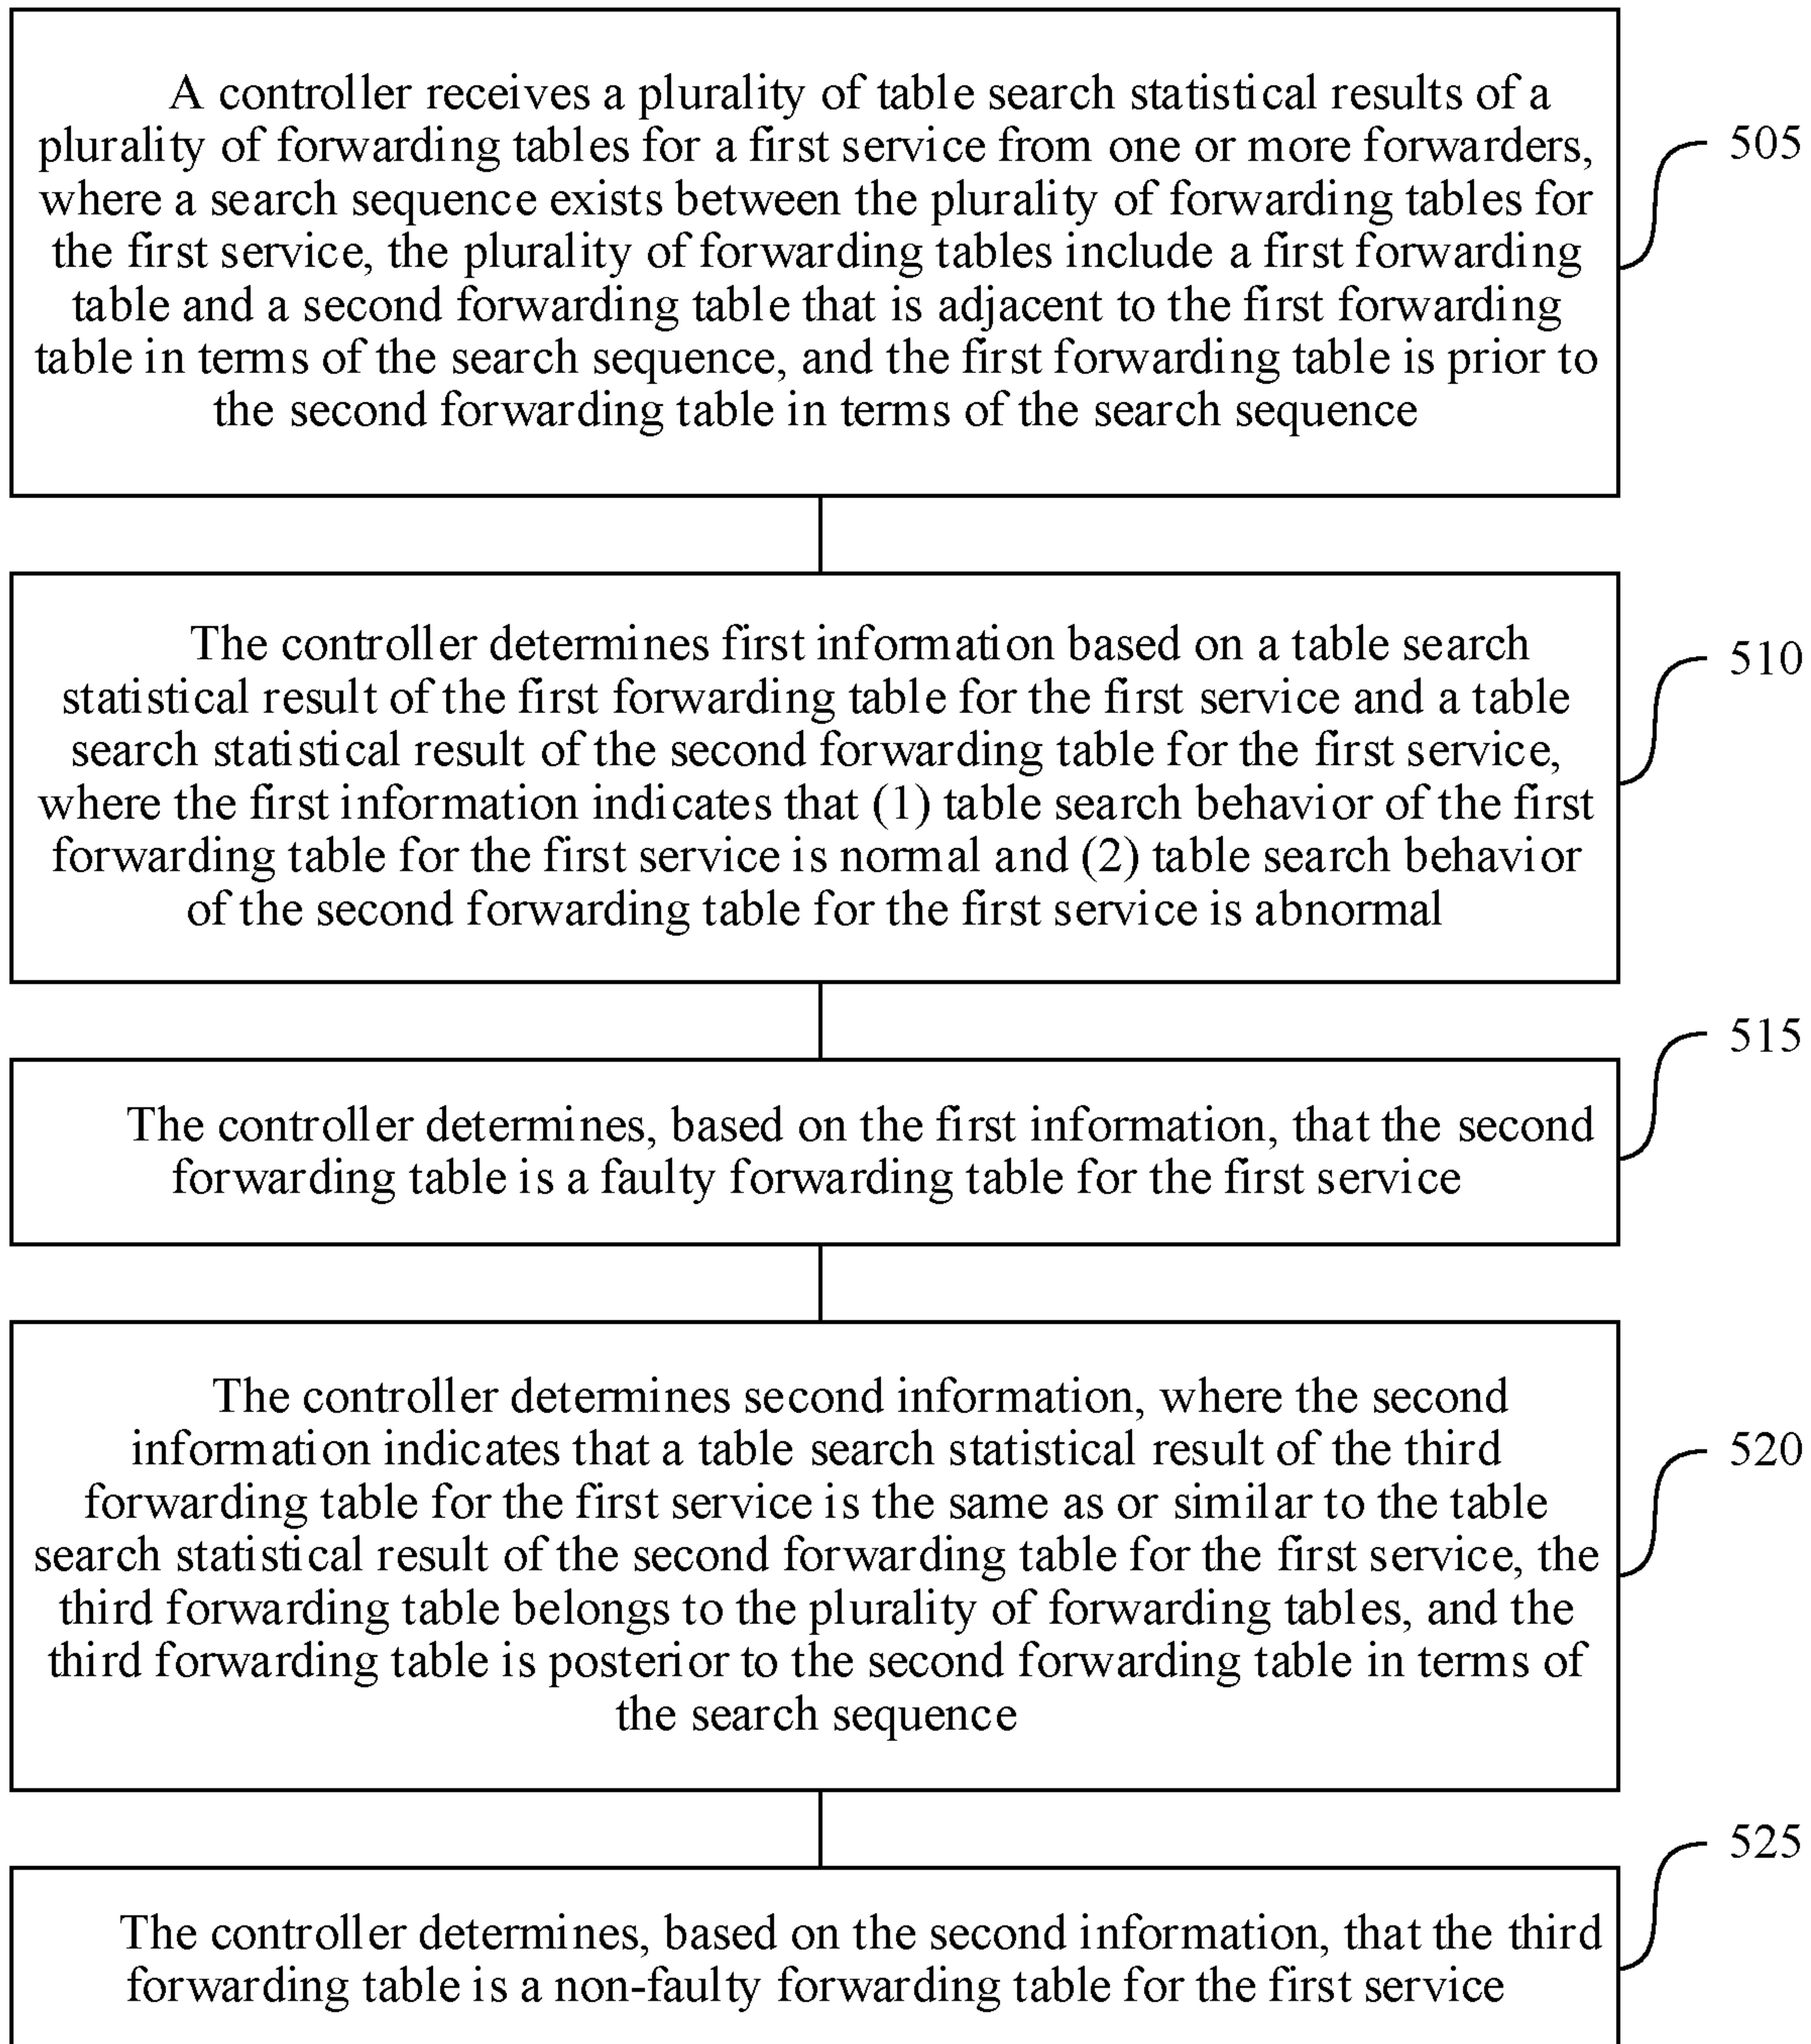 A controller receives a plurality of table search statistical results of a
plurality of forwarding tables for a first service from one or more forwarders,
where a search sequence exists between the plurality of forwarding tables for
the first service, the plurality of forwarding tables include a first forwarding
table and a second forwarding table that is adjacent to the first forwarding
table in terms of the search sequence, and the first forwarding table is prior to
the second forwarding table in terms of the search sequence
505
The controller determines first information based on a table search
statistical result of the first forwarding table for the first service and a table
search statistical result of the second forwarding table for the first service,
where the first information indicates that (1) table search behavior of the first
forwarding table for the first service is normal and (2) table search behavior
of the second forwarding table for the first service is abnormal
510
The controller determines, based on the first information, that the second
forwarding table is a faulty forwarding table for the first service
515
The controller determines second information, where the second
information indicates that a table search statistical result of the third
forwarding table for the first service is the same as or similar to the table
search statistical result of the second forwarding table for the first service, the
third forwarding table belongs to the plurality of forwarding tables, and the
third forwarding table is posterior to the second forwarding table in terms of
the search sequence
520
The controller determines, based on the second information, that the third
forwarding table is a non-faulty forwarding table for the first service
525